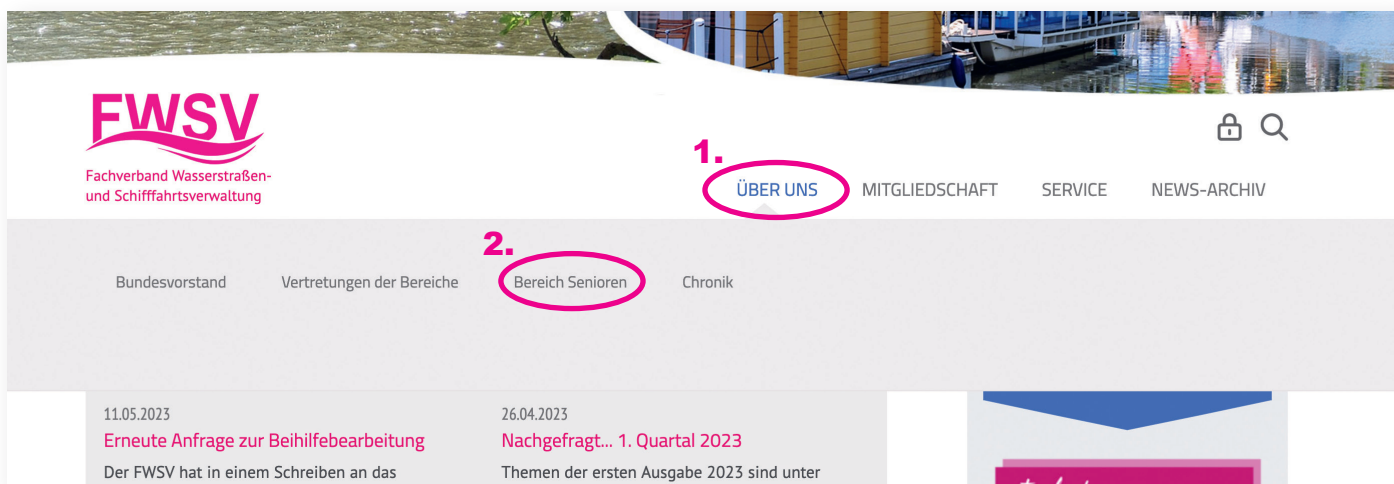 FWSV
Fachverband Wasserstraßen-
und Schifffahrtsverwaltung
1.
ÜBER UNS MITGLIEDSCHAFT SERVICE NEWS-ARCHIV
2.
Bundesvorstand Vertretungen der Bereiche Bereich Senioren Chronik
11.05.2023
Erneute Anfrage zur Beihilfebearbeitung
Der FWSV hat in einem Schreiben an das
26.04.2023
Nachgefragt... 1. Quartal 2023
Themen der ersten Ausgabe 2023 sind unter